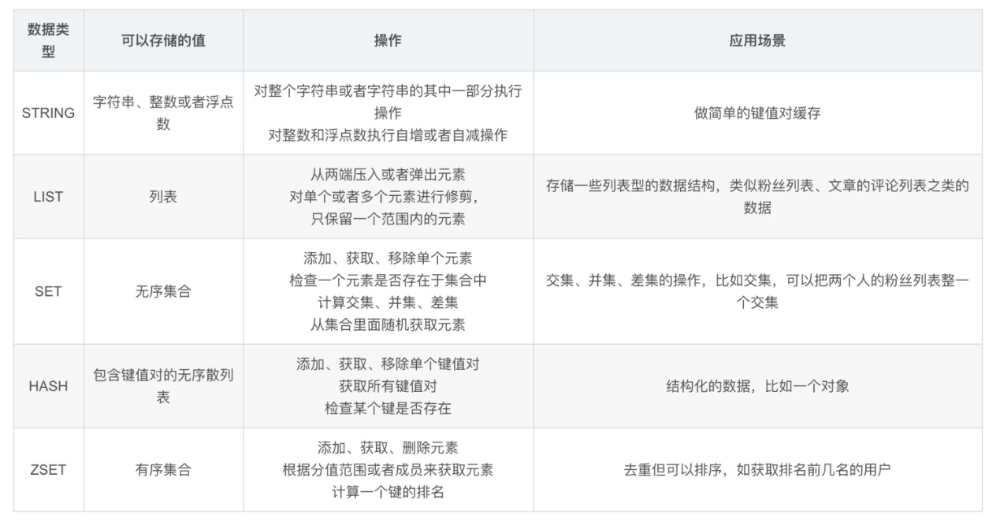 数据类
型
可以存储的值
操作
应用场景
STRING
字符串、整数或者浮点
数
对整个字符串或者字符串的其中一部分执行
操作
对整数和浮点数执行自增或者自减操作
做简单的键值对缓存
LIST
列表
从两端压入或者弹出元素
对单个或者多个元素进行修剪,
只保留一个范围内的元素
存储一些列表型的数据结构，类似粉丝列表、文章的评论列表之类的
数据
SET
无序集合
添加、获取、移除单个元素
检查一个元素是否存在于集合中
计算交集、并集、差集
从集合里面随机获取元素
交集、并集、差集的操作，比如交集，可以把两个人的粉丝列表整一
个交集
HASH
包含键值对的无序散列
表
添加、获取、移除单个键值对
获取所有键值对
检查某个键是否存在
结构化的数据，比如一个对象
ZSET
有序集合
添加、获取、删除元素
根据分值范围或者成员来获取元素
计算一个键的排名
去重但可以排序，如获取排名前几名的用户